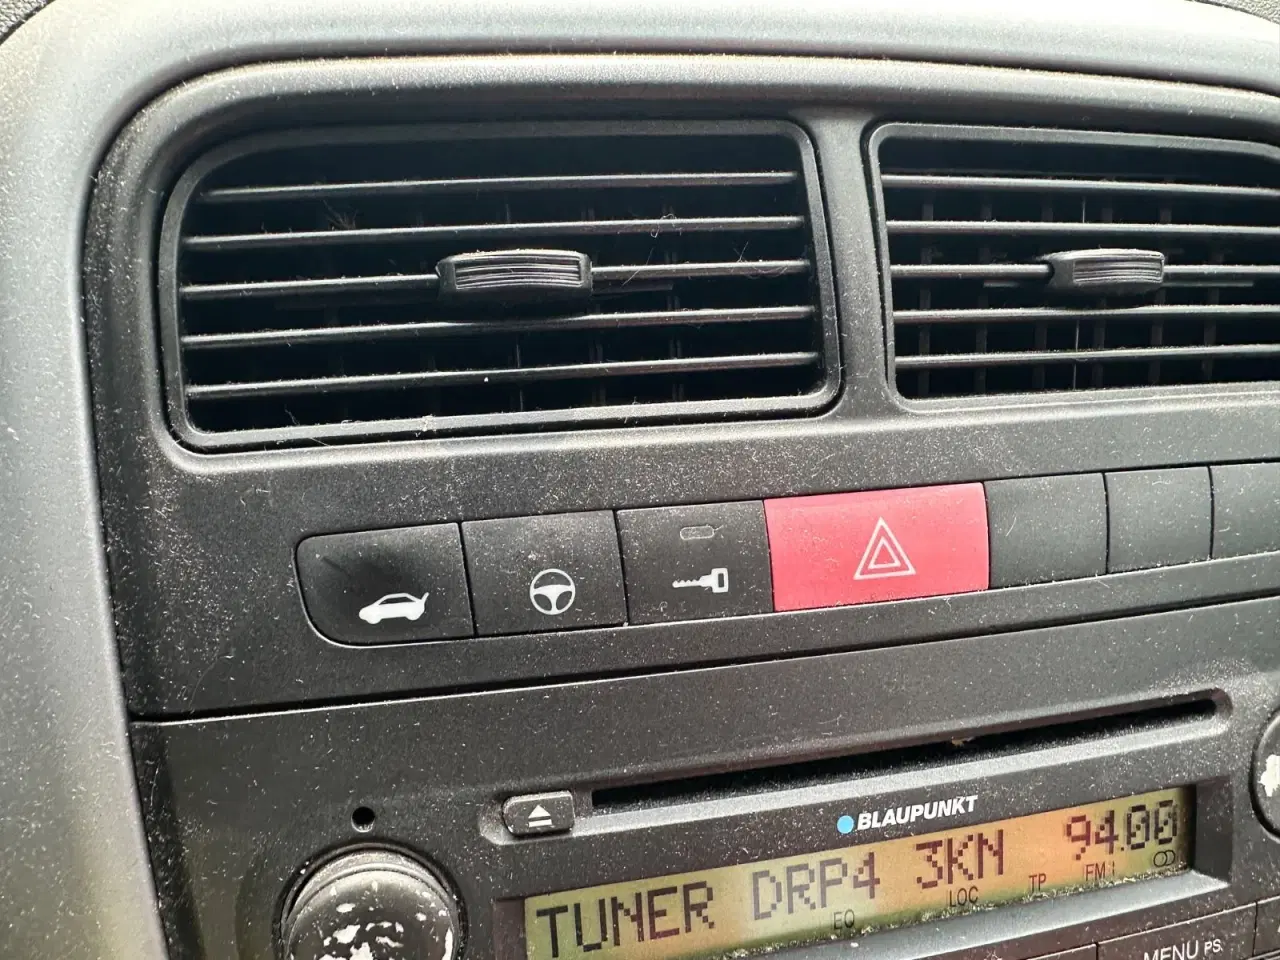 BLAUPUNKT
TUNER DRP4 3KN 94.00
EQ LOC TP FM I
MENU PS